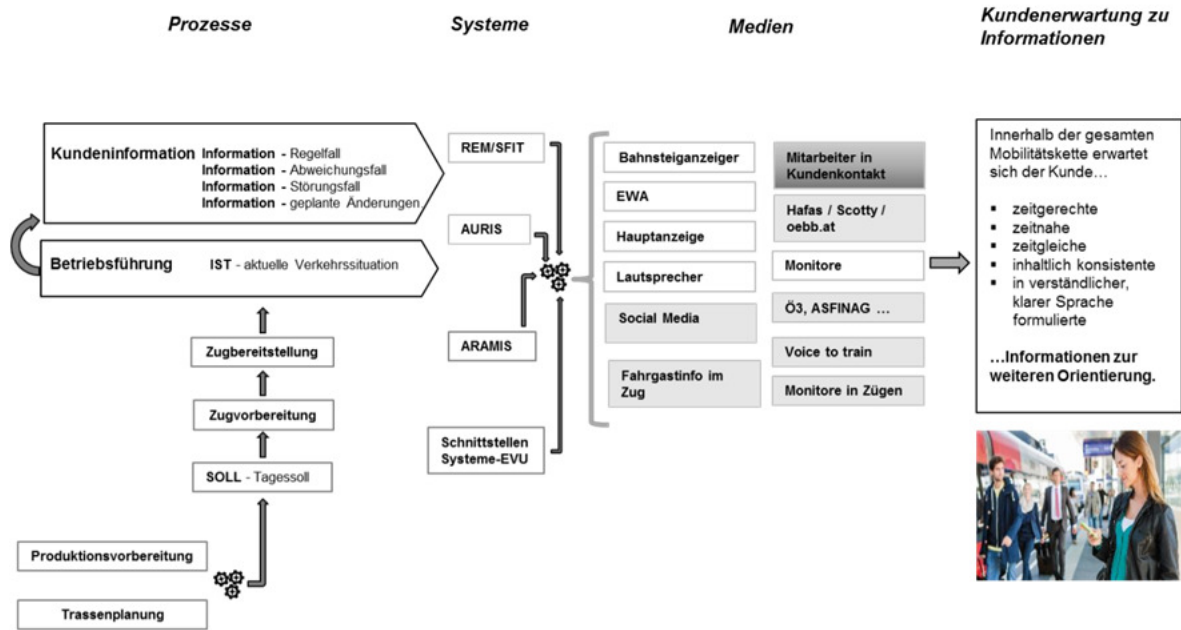 Prozesse
Systeme
Medien
Kundenerwartung zu
Informationen
Kundeninformation Information - Regelfall
Information - Abweichungsfall
Information - Störungsfall
Information - geplante Änderungen
Betriebsführung IST - aktuelle Verkehrssituation
Zugbereitstellung
Zugvorbereitung
SOLL - Tagessoll
Produktionsvorbereitung
Trassenplanung
REM/SFIT
AURIS
ARAMIS
Schnittstellen
Systeme-EVU
Bahnsteiganzeiger
EWA
Hauptanzeige
Lautsprecher
Social Media
Fahrgastinfo im
Zug
Mitarbeiter in
Kundenkontakt
Hafas / Scotty /
oebb.at
Monitore
Ö3, ASFINAG ...
Voice to train
Monitore in Zügen
Innerhalb der gesamten
Mobilitätskette erwartet
sich der Kunde...
▪ zeitgerechte
▪ zeitnahe
▪ zeitgleiche
▪ inhaltlich konsistente
▪ in verständlicher,
klarer Sprache
formulierte
...Informationen zur
weiteren Orientierung.